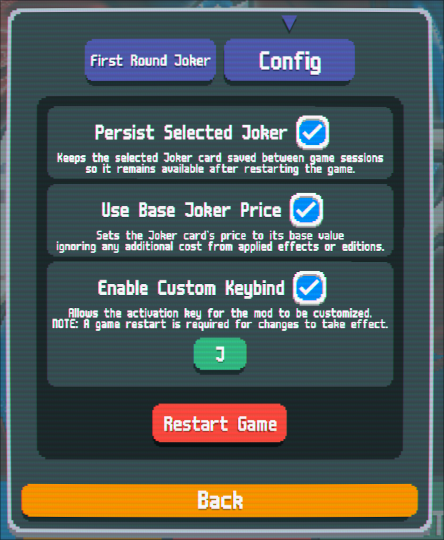 First Round Joker
Config
Persist Selected Joker
Keeps the selected Joker card saved between game sessions
so it remains available after restarting the game.
Use Base Joker Price
Sets the Joker card's price to its base value
ignoring any additional cost from applied effects or editions.
Enable Custom Keybind
Allows the activation key for the mod to be customized.
NOTE: A game restart is required for changes to take effect.
J
Restart Game
Back